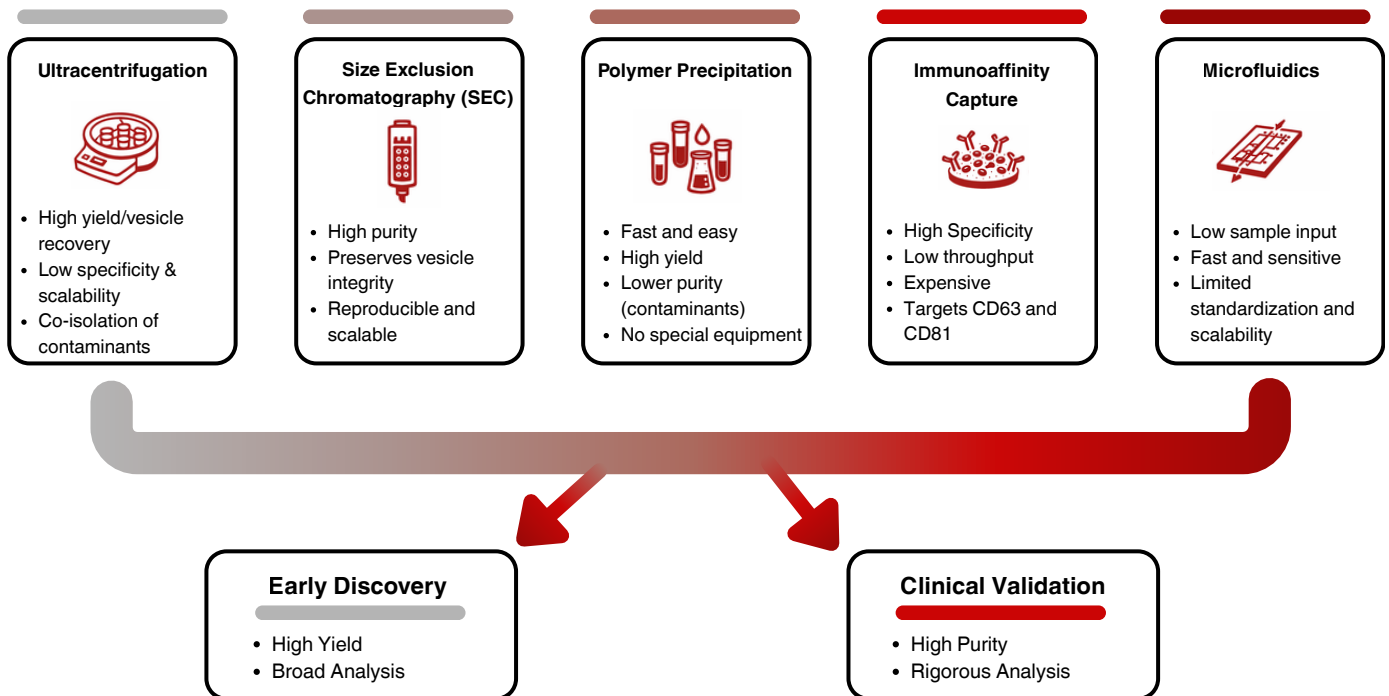 Ultracentrifugation
• High yield/vesicle
recovery
• Low specificity &
scalability
• Co-isolation of
contaminants
Size Exclusion
Chromatography (SEC)
• High purity
• Preserves vesicle
integrity
• Reproducible and
scalable
Polymer Precipitation
• Fast and easy
• High yield
• Lower purity
(contaminants)
• No special equipment
Immunoaffinity
Capture
• High Specificity
• Low throughput
• Expensive
• Targets CD63 and
CD81
Microfluidics
• Low sample input
• Fast and sensitive
• Limited
standardization and
scalability
Early Discovery
• High Yield
• Broad Analysis
Clinical Validation
• High Purity
• Rigorous Analysis